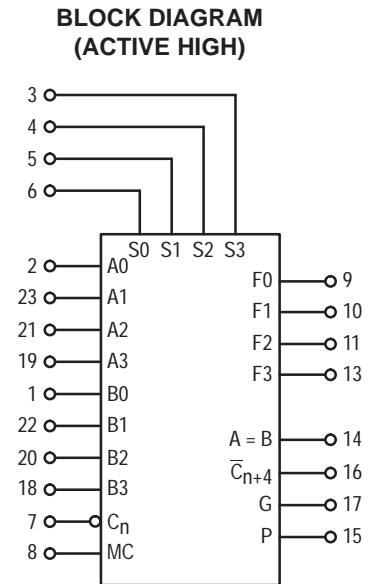 BLOCK DIAGRAM
(ACTIVE HIGH)
3
4
5
6
S0 S1 S2 S3
2 A0
23 A1
21 A2
19 A3
1 B0
22 B1
20 B2
18 B3
7 Cn
8 MC
F0 9
F1 10
F2 11
F3 13
A = B 14
C̅n+4 16
G 17
P 15